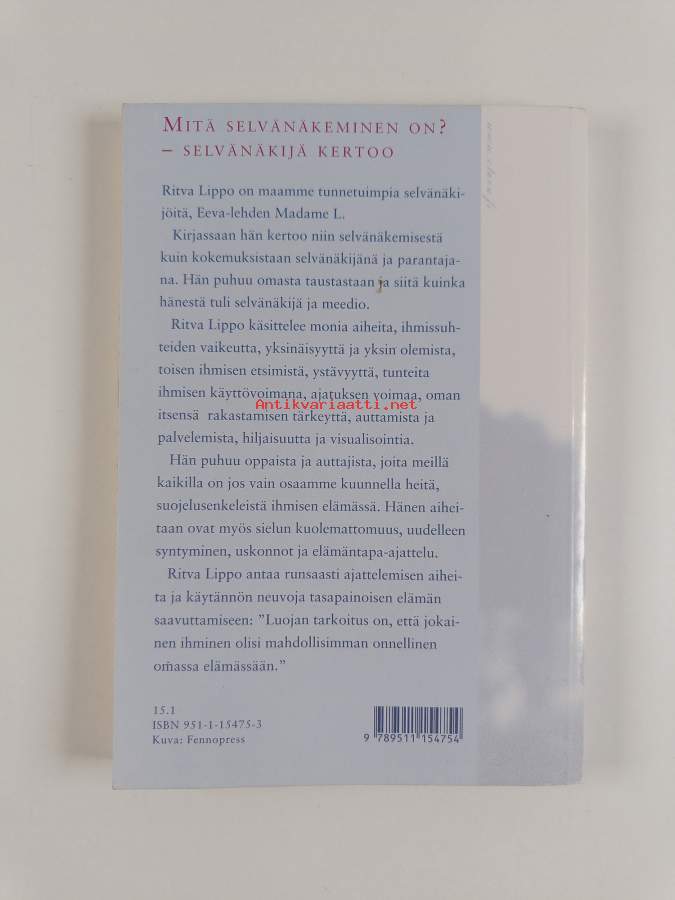 MITÄ SELVÄNÄKEMINEN ON?
– SELVÄNÄKIJÄ KERTOO
Ritva Lippo on maamme tunnetuimpia selvänäki-
jöitä, Eeva-lehden Madame L.
Kirjassaan hän kertoo niin selvänäkemisestä
kuin kokemuksistaan selvänäkijänä ja parantaja-
na. Hän puhuu omasta taustastaan ja siitä kuinka
hänestä tuli selvänäkijä ja meedio.
Ritva Lippo käsittelee monia aiheita, ihmissuh-
teiden vaikeutta, yksinäisyyttä ja yksin olemista,
toisen ihmisen etsimistä, ystävyyttä, tunteita
ihmisen käyttövoimana, ajatuksen voimaa, oman
Antikvariaatti.net
itsensä rakastamisen tärkeyttä, auttamista ja
palvelemista, hiljaisuutta ja visualisointia.
Hän puhuu oppaista ja auttajista, joita meillä
kaikilla on jos vain osaamme kuunnella heitä,
suojelusenkeleistä ihmisen elämässä. Hänen aihei-
taan ovat myös sielun kuolemattomuus, uudelleen
syntyminen, uskonnot ja elämäntapa-ajattelu.
Ritva Lippo antaa runsaasti ajattelemisen aihei-
ta ja käytännön neuvoja tasapainoisen elämän
saavuttamiseen: ”Luojan tarkoitus on, että jokai-
nen ihminen olisi mahdollisimman onnellinen
omassa elämässään.”
15.1
ISBN 951-1-15475-3
Kuva: Fennopress
9 789511 154754